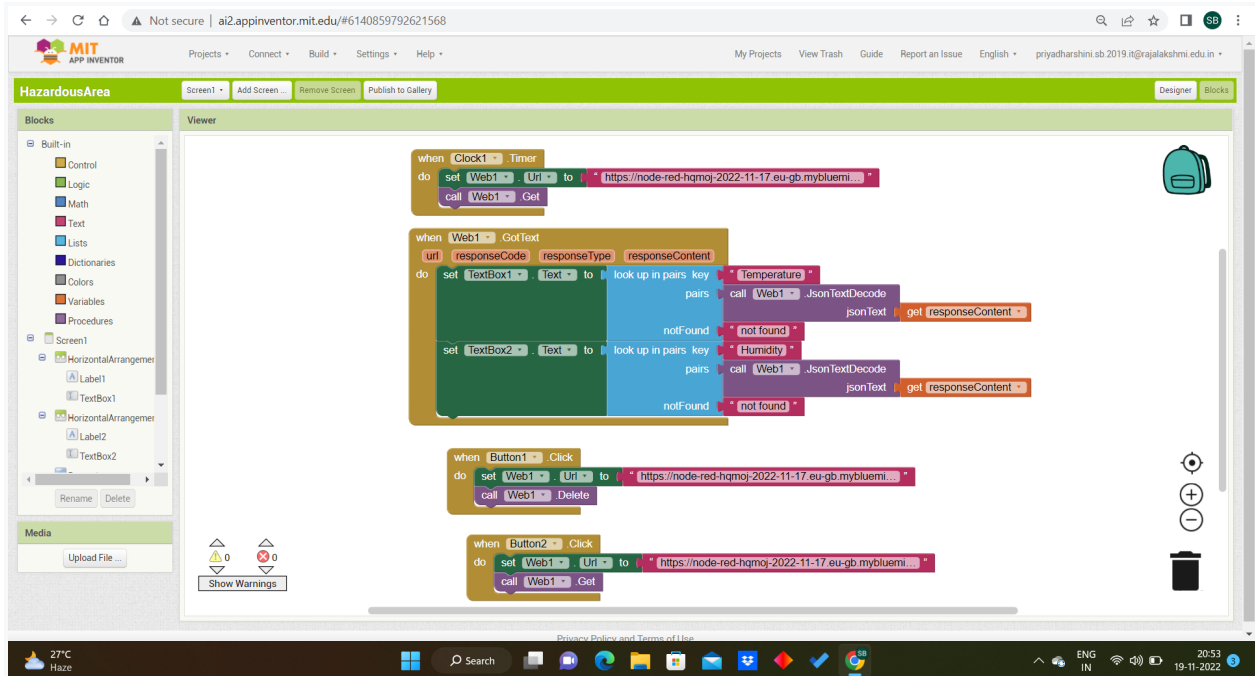 Not secure | ai2.appinventor.mit.edu/#6140859792621568
SB
MIT
APP INVENTOR
Projects Connect Build Settings Help My Projects View Trash Guide Report an Issue English priyadharshini.sb.2019.it@rajalakshmi.edu.in
HazardousArea Screen1 Add Screen ... Remove Screen Publish to Gallery Designer Blocks
Blocks
Built-in
Control
Logic
Math
Text
Lists
Dictionaries
Colors
Variables
Procedures
Screen1
HorizontalArrangemer
Label1
TextBox1
HorizontalArrangemer
Label2
TextBox2
Rename Delete
Media
Upload File ...
Viewer
when Clock1 .Timer
do set Web1 . Url to " https://node-red-hqmoj-2022-11-17.eu-gb.mybluemi... "
call Web1 .Get
when Web1 .GotText
url responseCode responseType responseContent
do set TextBox1 . Text to look up in pairs key " Temperature "
pairs call Web1 .JsonTextDecode
jsonText get responseContent
notFound " not found "
set TextBox2 . Text to look up in pairs key " Humidity "
pairs call Web1 .JsonTextDecode
jsonText get responseContent
notFound " not found "
when Button1 .Click
do set Web1 . Url to " https://node-red-hqmoj-2022-11-17.eu-gb.mybluemi... "
call Web1 .Delete
when Button2 .Click
do set Web1 . Url to " https://node-red-hqmoj-2022-11-17.eu-gb.mybluemi... "
call Web1 .Get
0 0
Show Warnings
Privacy Policy and Terms of Use
27°C
Haze
Search
SB
ENG
IN
20:53
19-11-2022
3